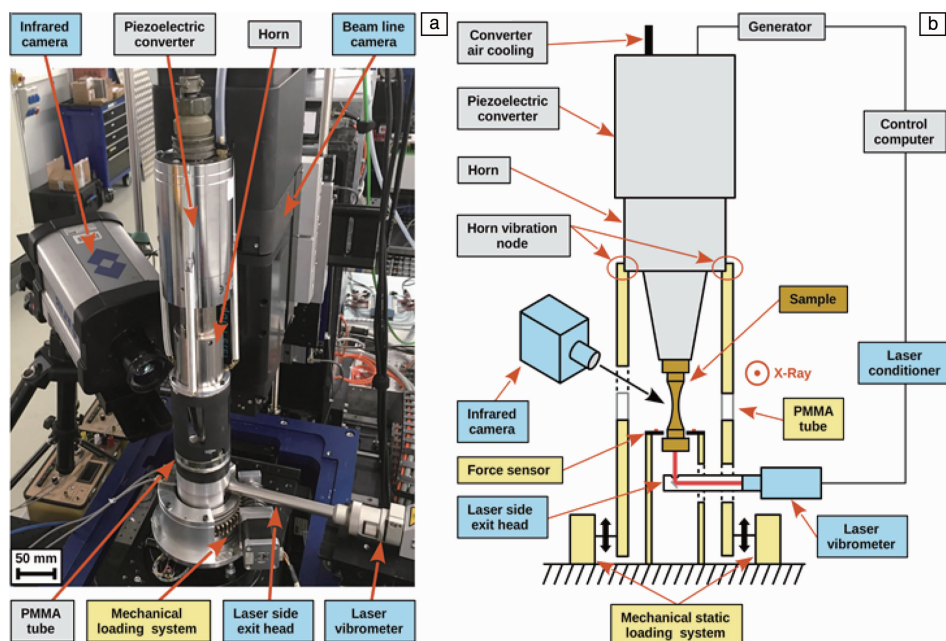 Infrared
camera
Piezoelectric
converter
Horn
Beam line
camera
a
50 mm
PMMA
tube
Mechanical
loading system
Laser side
exit head
Laser
vibrometer
b
Converter
air cooling
Generator
Piezoelectric
converter
Control
computer
Horn
Horn vibration
node
Sample
X-Ray
Laser
conditioner
Infrared
camera
PMMA
tube
Force sensor
Laser side
exit head
Laser
vibrometer
Mechanical static
loading system